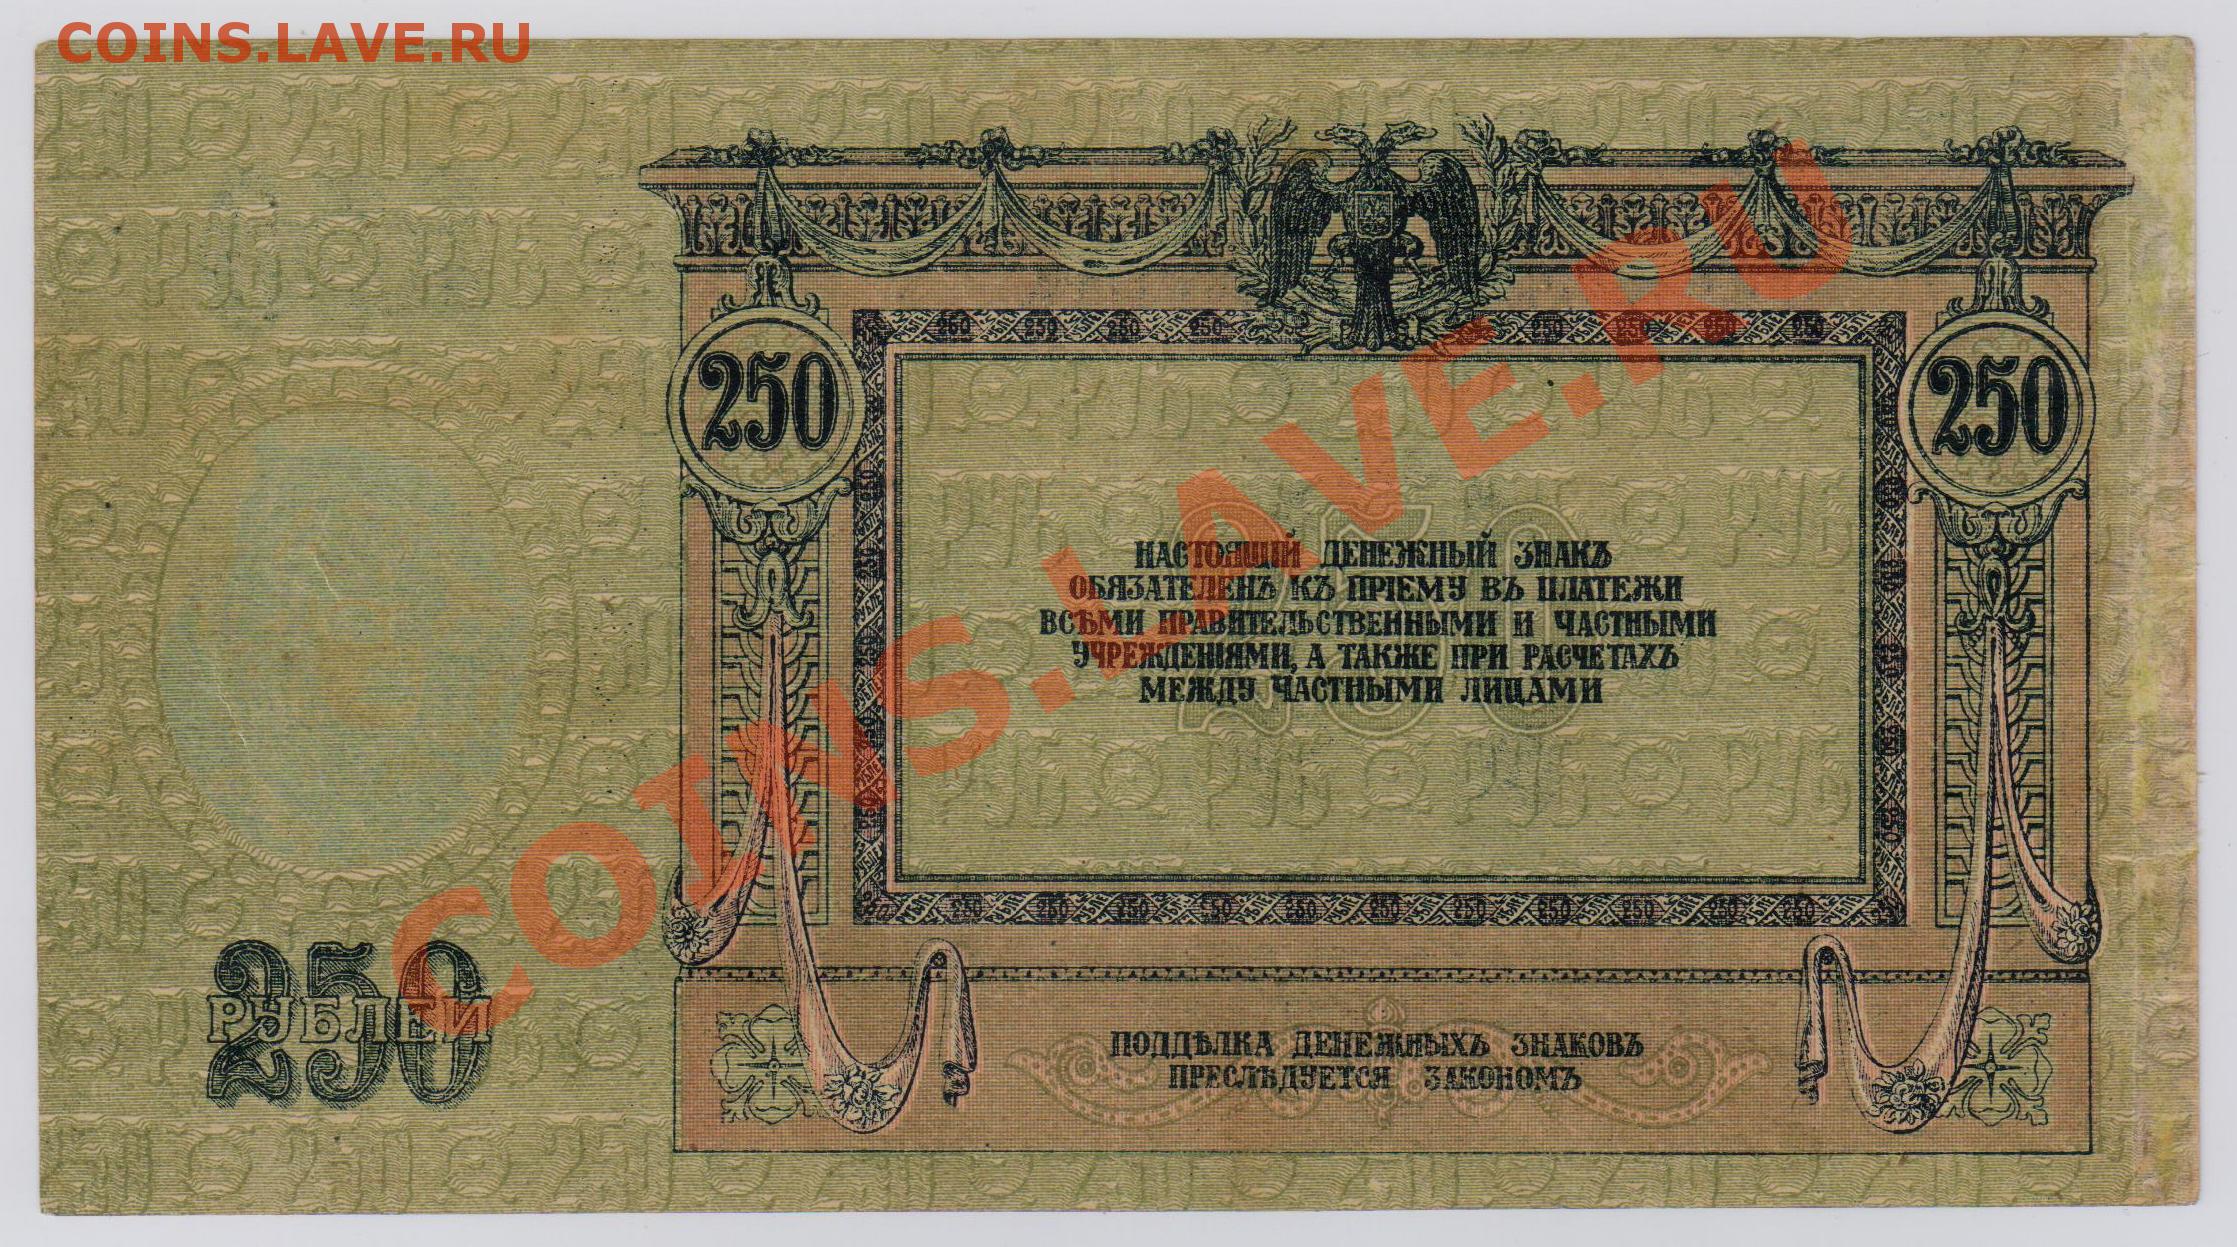 COINS.LAVE.RU
COINS.LAVE.RU
250
250
НАСТОЯЩІЙ ДЕНЕЖНЫЙ ЗНАКЪ
ОБЯЗАТЕЛЕНЪ КЪ ПРІЕМУ ВЪ ПЛАТЕЖИ
ВСѢМИ ПРАВИТЕЛЬСТВЕННЫМИ И ЧАСТНЫМИ
УЧРЕЖДЕНІЯМИ, А ТАКЖЕ ПРИ РАСЧЕТАХЪ
МЕЖДУ ЧАСТНЫМИ ЛИЦАМИ
250
250
РУБЛЕЙ
ПОДДѢЛКА ДЕНЕЖНЫХЪ ЗНАКОВЪ
ПРЕСЛѢДУЕТСЯ ЗАКОНОМЪ